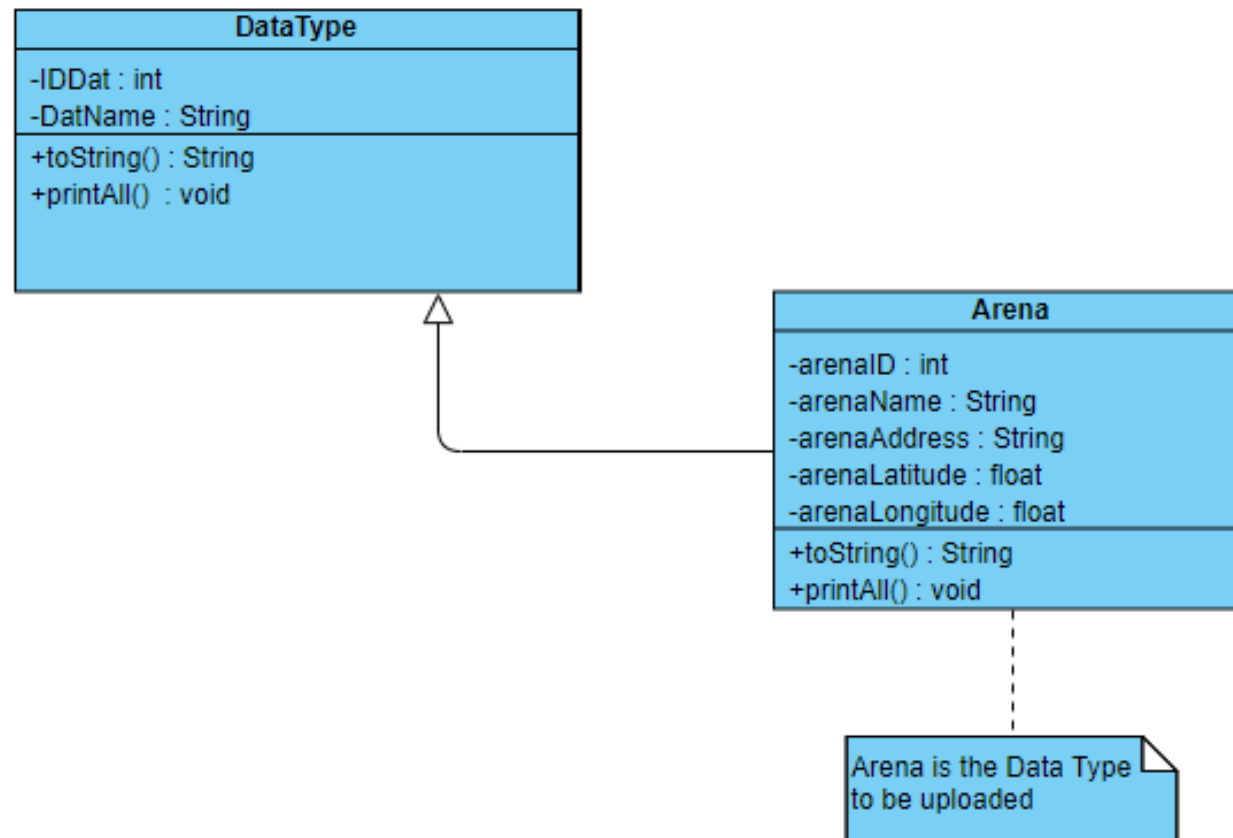 DataType
-IDDat : int
-DatName : String
+toString() : String
+printAll()  : void
Arena
-arenaID : int
-arenaName : String
-arenaAddress : String
-arenaLatitude : float
-arenaLongitude : float
+toString() : String
+printAll() : void
Arena is the Data Type
to be uploaded